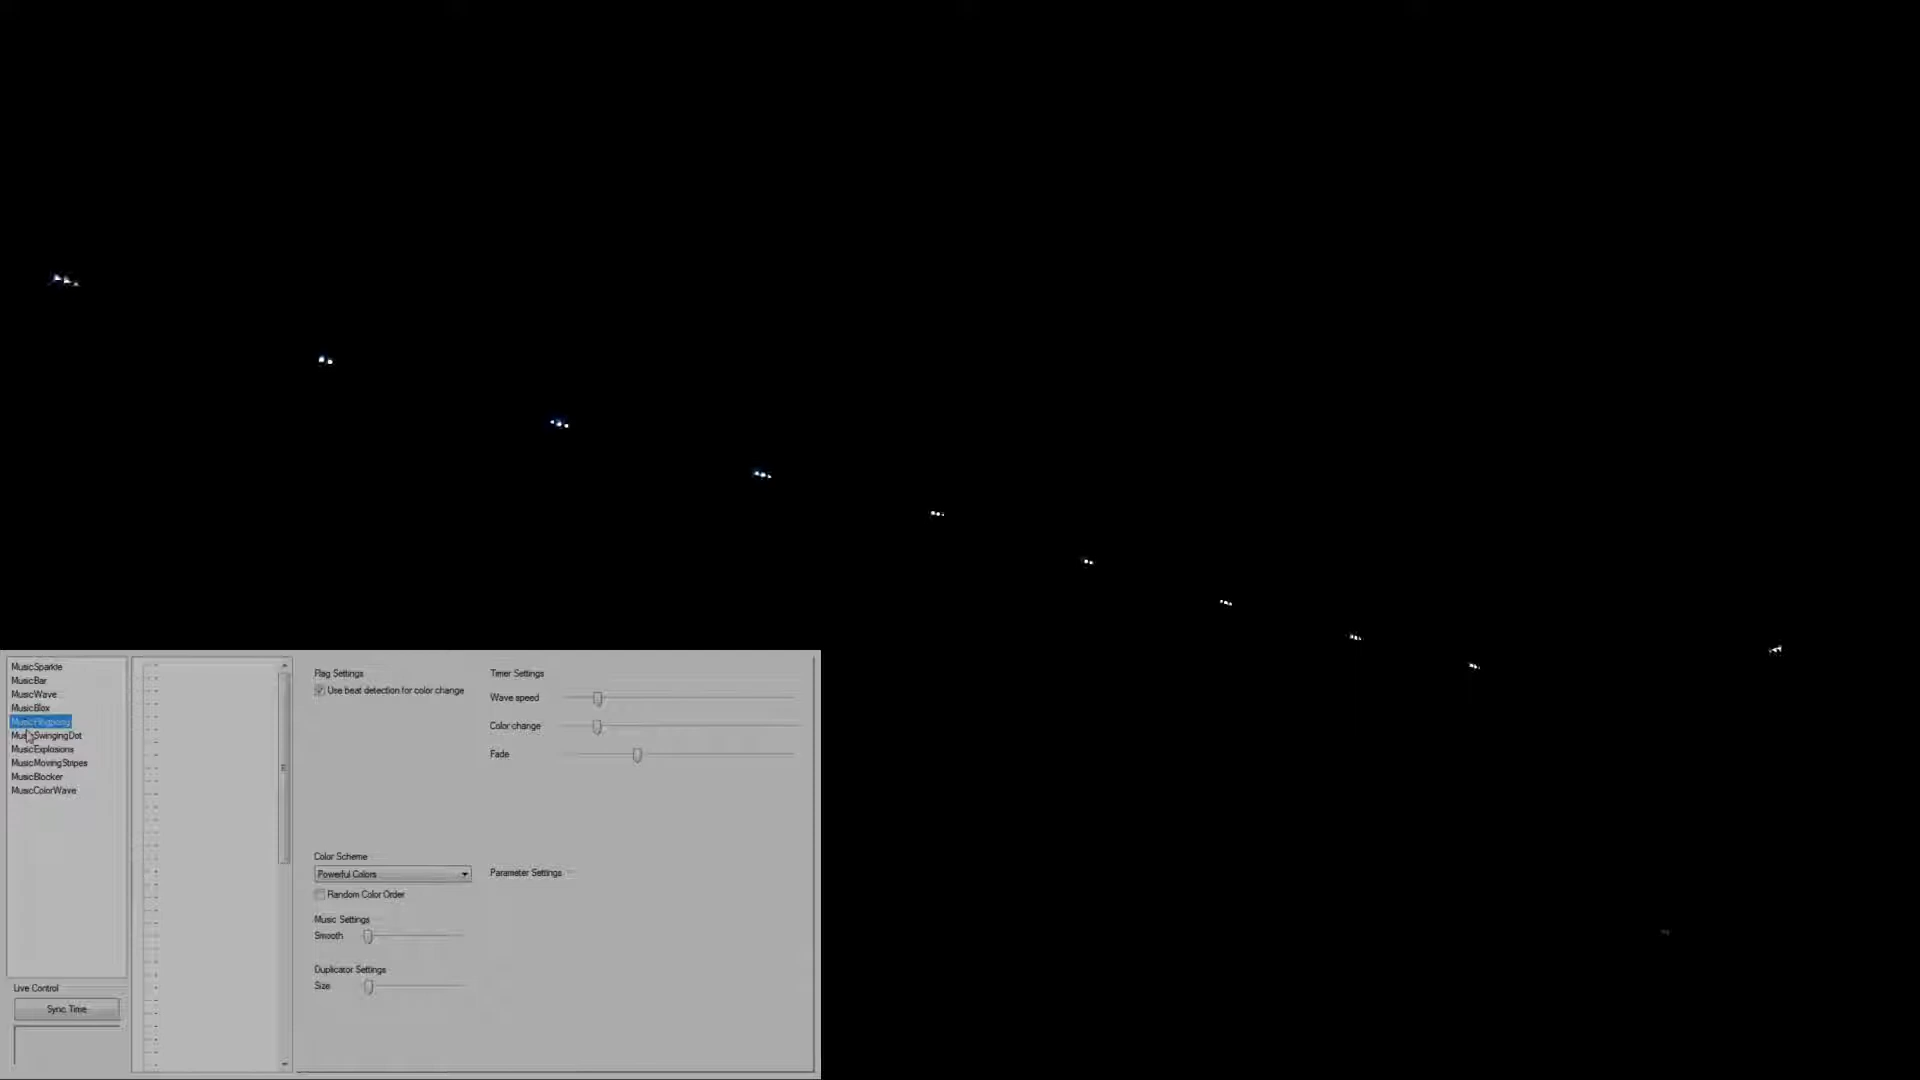 MusicSparkle
MusicBar
MusicWave
MusicBlox
MusicPingpong
MusicSwingingDot
MusicExplosions
MusicMovingStripes
MusicBlocker
MusicColorWave
Live Control
Sync Time
Flag Settings
Use beat detection for color change
Color Scheme
Powerful Colors
Random Color Order
Music Settings
Smooth
Duplicator Settings
Size
Timer Settings
Wave speed
Color change
Fade
Parameter Settings